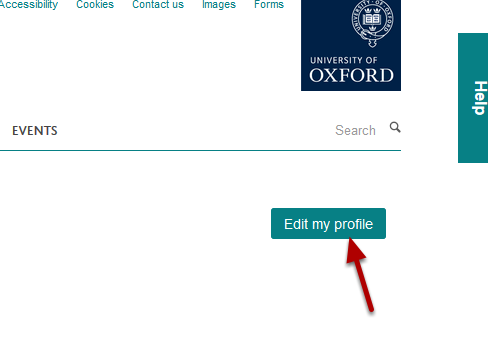 Accessibility Cookies Contact us Images Forms
UNIVERSITY OF
OXFORD
Help
EVENTS
Search
Edit my profile